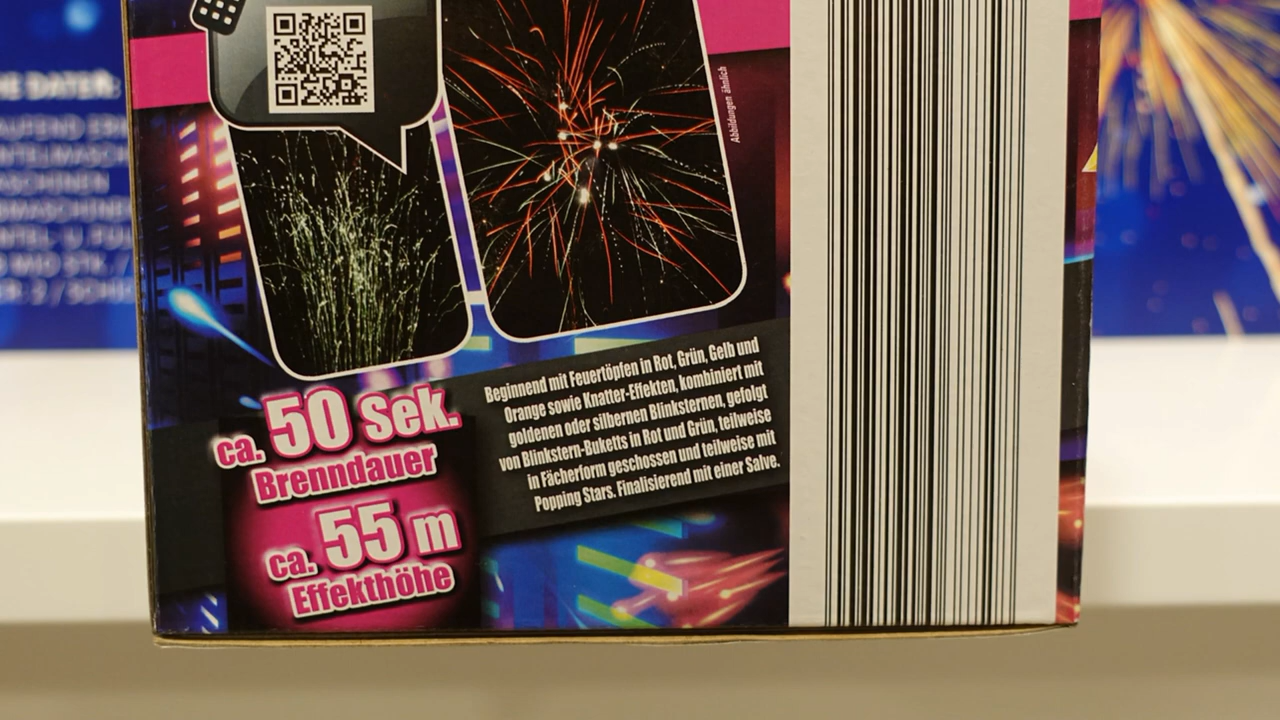 Abbildungen ähnlich
Beginnend mit Feuertöpfen in Rot, Grün, Gelb und
Orange sowie Knatter-Effekten, kombiniert mit
goldenen oder silbernen Blinksternen, gefolgt
von Blinkstern-Buketts in Rot und Grün, teilweise
in Fächerform geschossen und teilweise mit
Popping Stars. Finalisierend mit einer Salve.
ca. 50 Sek.
Brenndauer
ca. 55 m
Effekthöhe